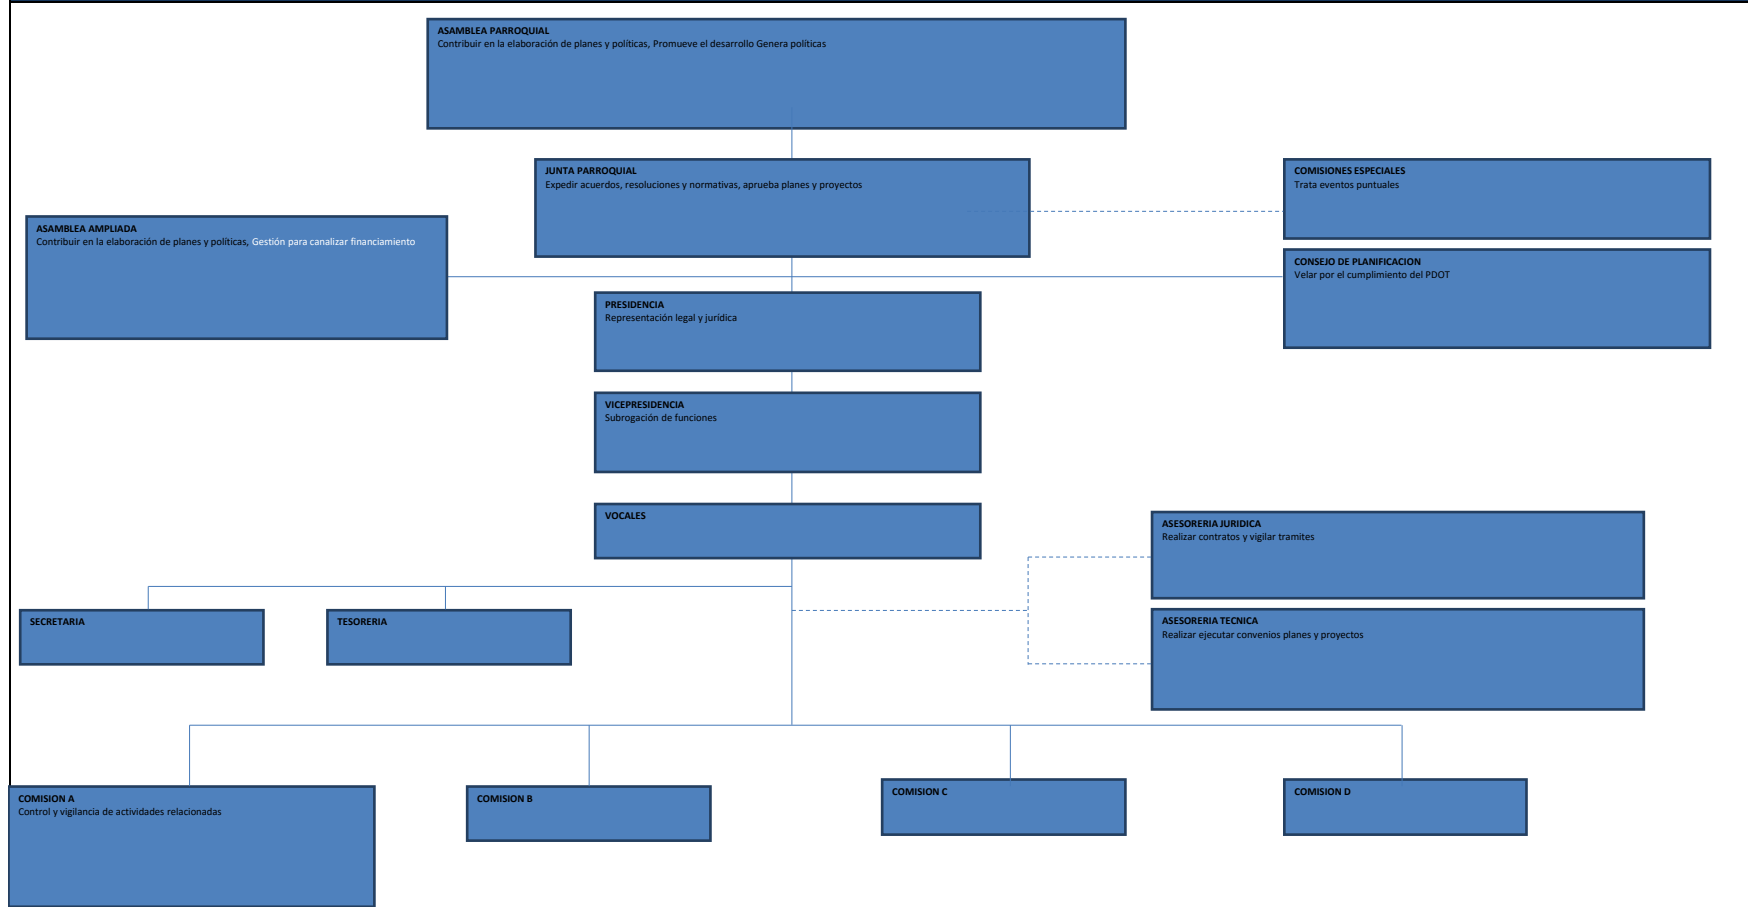 ASAMBLEA PARROQUIAL
Contribuir en la elaboración de planes y políticas, Promueve el desarrollo Genera políticas
JUNTA PARROQUIAL
Expedir acuerdos, resoluciones y normativas, aprueba planes y proyectos
COMISIONES ESPECIALES
Trata eventos puntuales
ASAMBLEA AMPLIADA
Contribuir en la elaboración de planes y políticas, Gestión para canalizar financiamiento
CONSEJO DE PLANIFICACION
Velar por el cumplimiento del PDOT
PRESIDENCIA
Representación legal y jurídica
VICEPRESIDENCIA
Subrogación de funciones
VOCALES
ASESORERIA JURIDICA
Realizar contratos y vigilar tramites
SECRETARIA
TESORERIA
ASESORERIA TECNICA
Realizar ejecutar convenios planes y proyectos
COMISION A
Control y vigilancia de actividades relacionadas
COMISION B
COMISION C
COMISION D